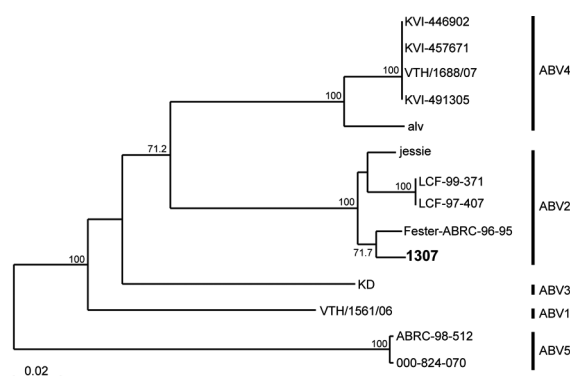 KVI-446902
KVI-457671
ABV4
100
VTH/1688/07
KVI-491305
alv
71.2
jessie
100
LCF-99-371
LCF-97-407
ABV2
100
Fester-ABRC-96-95
71.7
1307
100
KD
ABV3
VTH/1561/06
ABV1
ABRC-98-512
100
ABV5
000-824-070
0.02